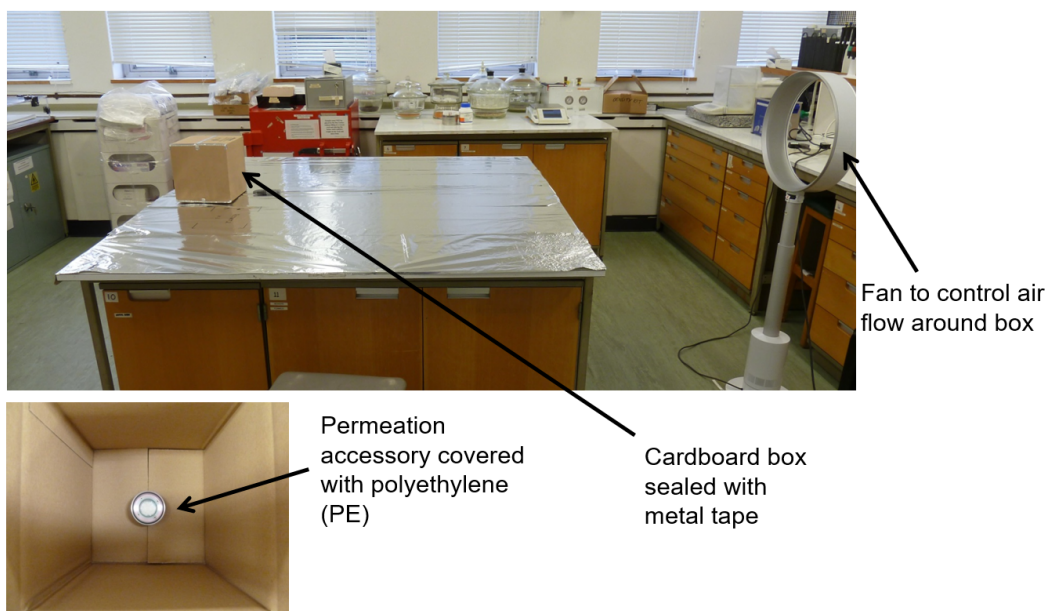 Fan to control air
flow around box
Permeation
accessory covered
with polyethylene
(PE)
Cardboard box
sealed with
metal tape
10